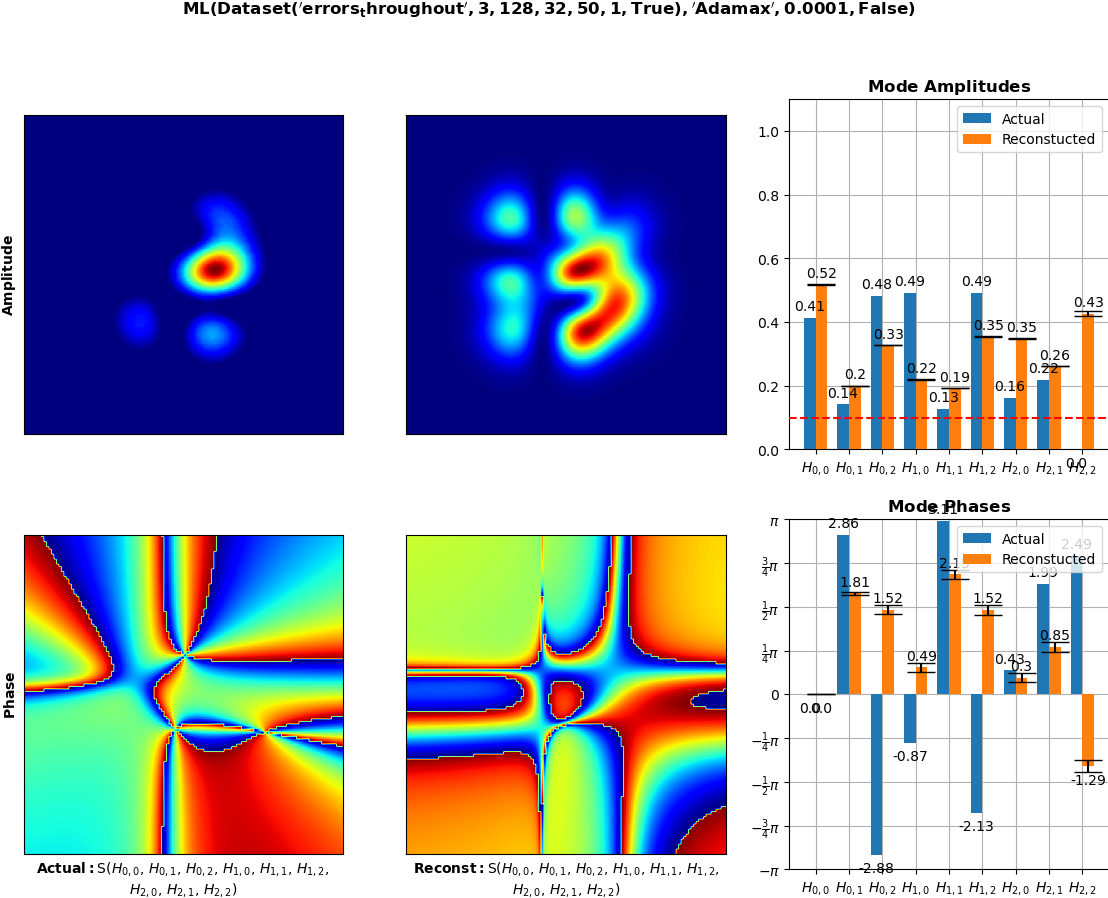 ML(Dataset('errors_throughout', 3, 128, 32, 50, 1, True), 'Adamax', 0.0001, False)
Amplitude
Mode Amplitudes
Actual
Reconstucted
1.0
0.8
0.6
0.4
0.2
0.0
0.41
0.52
0.14
0.2
0.48
0.33
0.49
0.22
0.13
0.19
0.49
0.35
0.16
0.35
0.22
0.26
0.0
0.43
H0,0 H0,1 H0,2 H1,0 H1,1 H1,2 H2,0 H2,1 H2,2
Phase
Mode Phases
Actual
Reconstucted
π
3/4π
1/2π
1/4π
0
−1/4π
−1/2π
−3/4π
−π
0.0
0.0
2.86
1.81
-2.88
1.52
-0.87
0.49
-2.13
1.52
0.43
0.3
1.99
0.85
2.49
-1.29
H0,0 H0,1 H0,2 H1,0 H1,1 H1,2 H2,0 H2,1 H2,2
Actual: S(H0,0, H0,1, H0,2, H1,0, H1,1, H1,2,
H2,0, H2,1, H2,2)
Reconst: S(H0,0, H0,1, H0,2, H1,0, H1,1, H1,2,
H2,0, H2,1, H2,2)